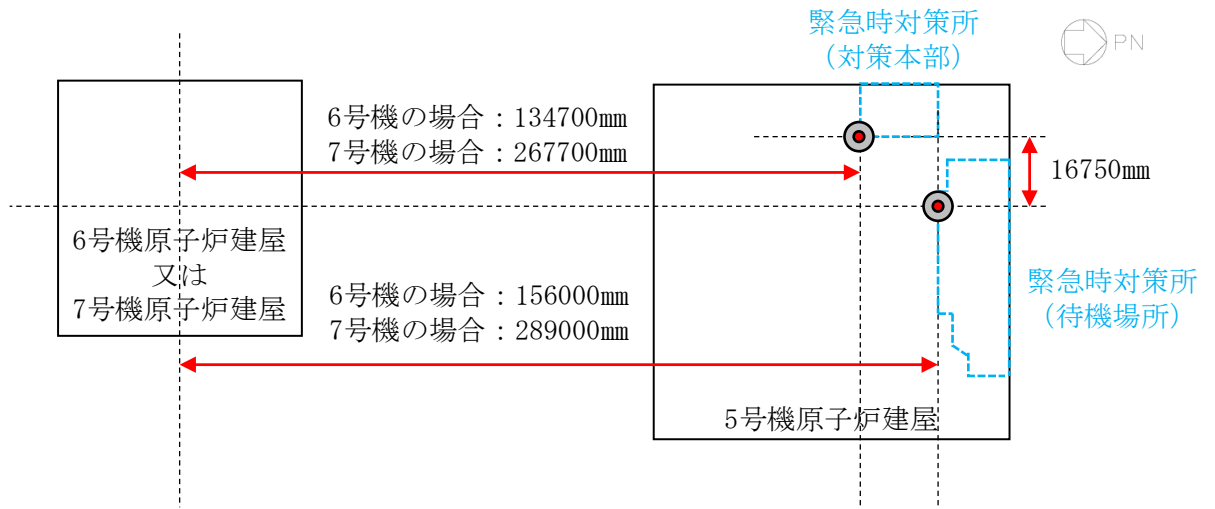 緊急時対策所
（対策本部）
PN
6号機の場合：134700mm
7号機の場合：267700mm
16750mm
6号機原子炉建屋
又は
7号機原子炉建屋
6号機の場合：156000mm
7号機の場合：289000mm
緊急時対策所
（待機場所）
5号機原子炉建屋